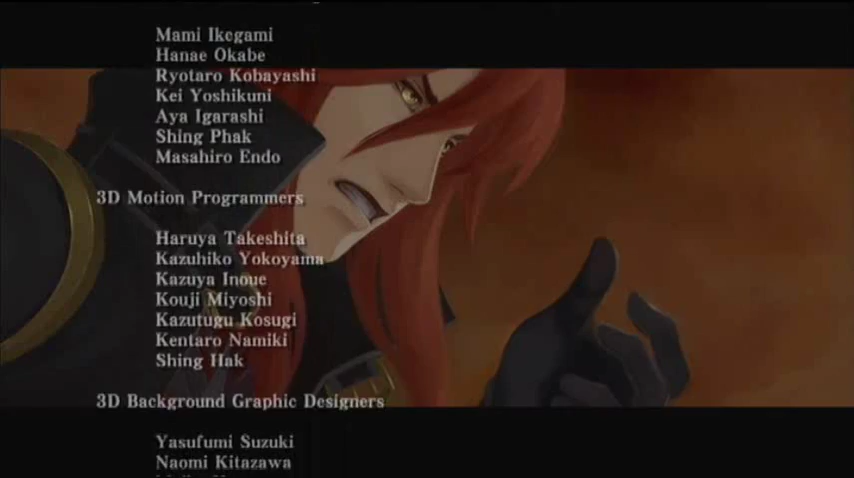 Mami Ikegami
Hanae Okabe
Ryotaro Kobayashi
Kei Yoshikuni
Aya Igarashi
Shing Phak
Masahiro Endo
3D Motion Programmers
Haruya Takeshita
Kazuhiko Yokoyama
Kazuya Inoue
Kouji Miyoshi
Kazutugu Kosugi
Kentaro Namiki
Shing Hak
3D Background Graphic Designers
Yasufumi Suzuki
Naomi Kitazawa